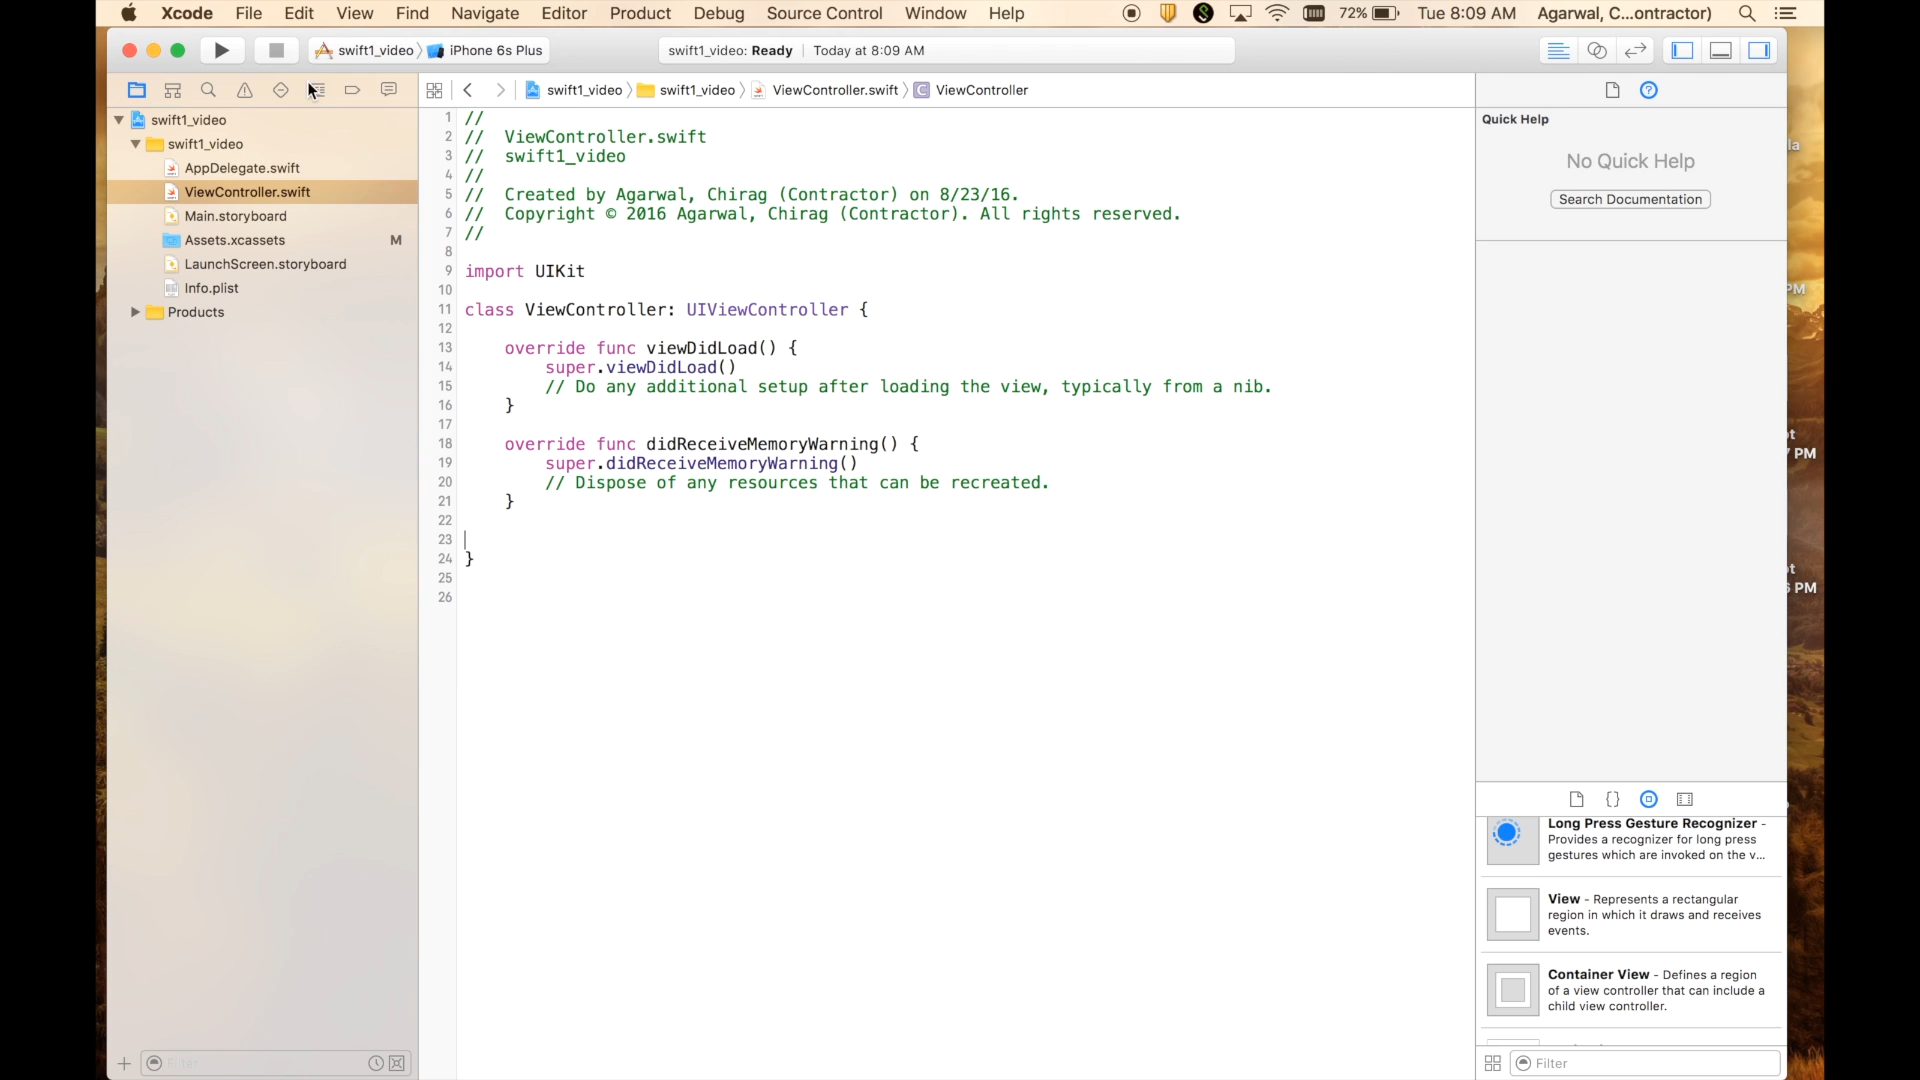 Xcode File Edit View Find Navigate Editor Product Debug Source Control Window Help 72% Tue 8:09 AM Agarwal, C...ontractor)
swift1_video iPhone 6s Plus swift1_video: Ready Today at 8:09 AM
swift1_video swift1_video ViewController.swift C ViewController
swift1_video
swift1_video
AppDelegate.swift
ViewController.swift
Main.storyboard
Assets.xcassets M
LaunchScreen.storyboard
Info.plist
Products
Filter
1 //
2 // ViewController.swift
3 // swift1_video
4 //
5 // Created by Agarwal, Chirag (Contractor) on 8/23/16.
6 // Copyright © 2016 Agarwal, Chirag (Contractor). All rights reserved.
7 //
8
9 import UIKit
10
11 class ViewController: UIViewController {
12
13 override func viewDidLoad() {
14 super.viewDidLoad()
15 // Do any additional setup after loading the view, typically from a nib.
16 }
17
18 override func didReceiveMemoryWarning() {
19 super.didReceiveMemoryWarning()
20 // Dispose of any resources that can be recreated.
21 }
22
23
24 }
25
26
Quick Help
No Quick Help
Search Documentation
Long Press Gesture Recognizer -
Provides a recognizer for long press
gestures which are invoked on the v...
View - Represents a rectangular
region in which it draws and receives
events.
Container View - Defines a region
of a view controller that can include a
child view controller.
Filter
la
PM
t
PM
t
PM